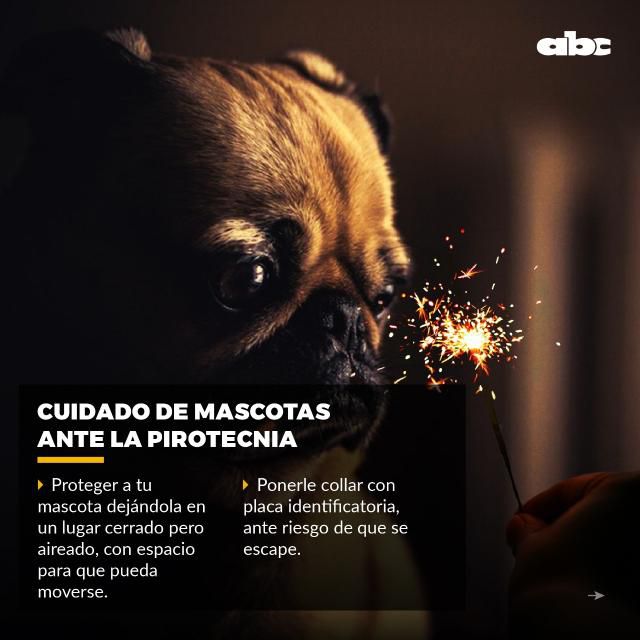 abc
CUIDADO DE MASCOTAS
ANTE LA PIROTECNIA
Proteger a tu
mascota dejándola en
un lugar cerrado pero
aireado, con espacio
para que pueda
moverse.
Ponerle collar con
placa identificatoria,
ante riesgo de que se
escape.